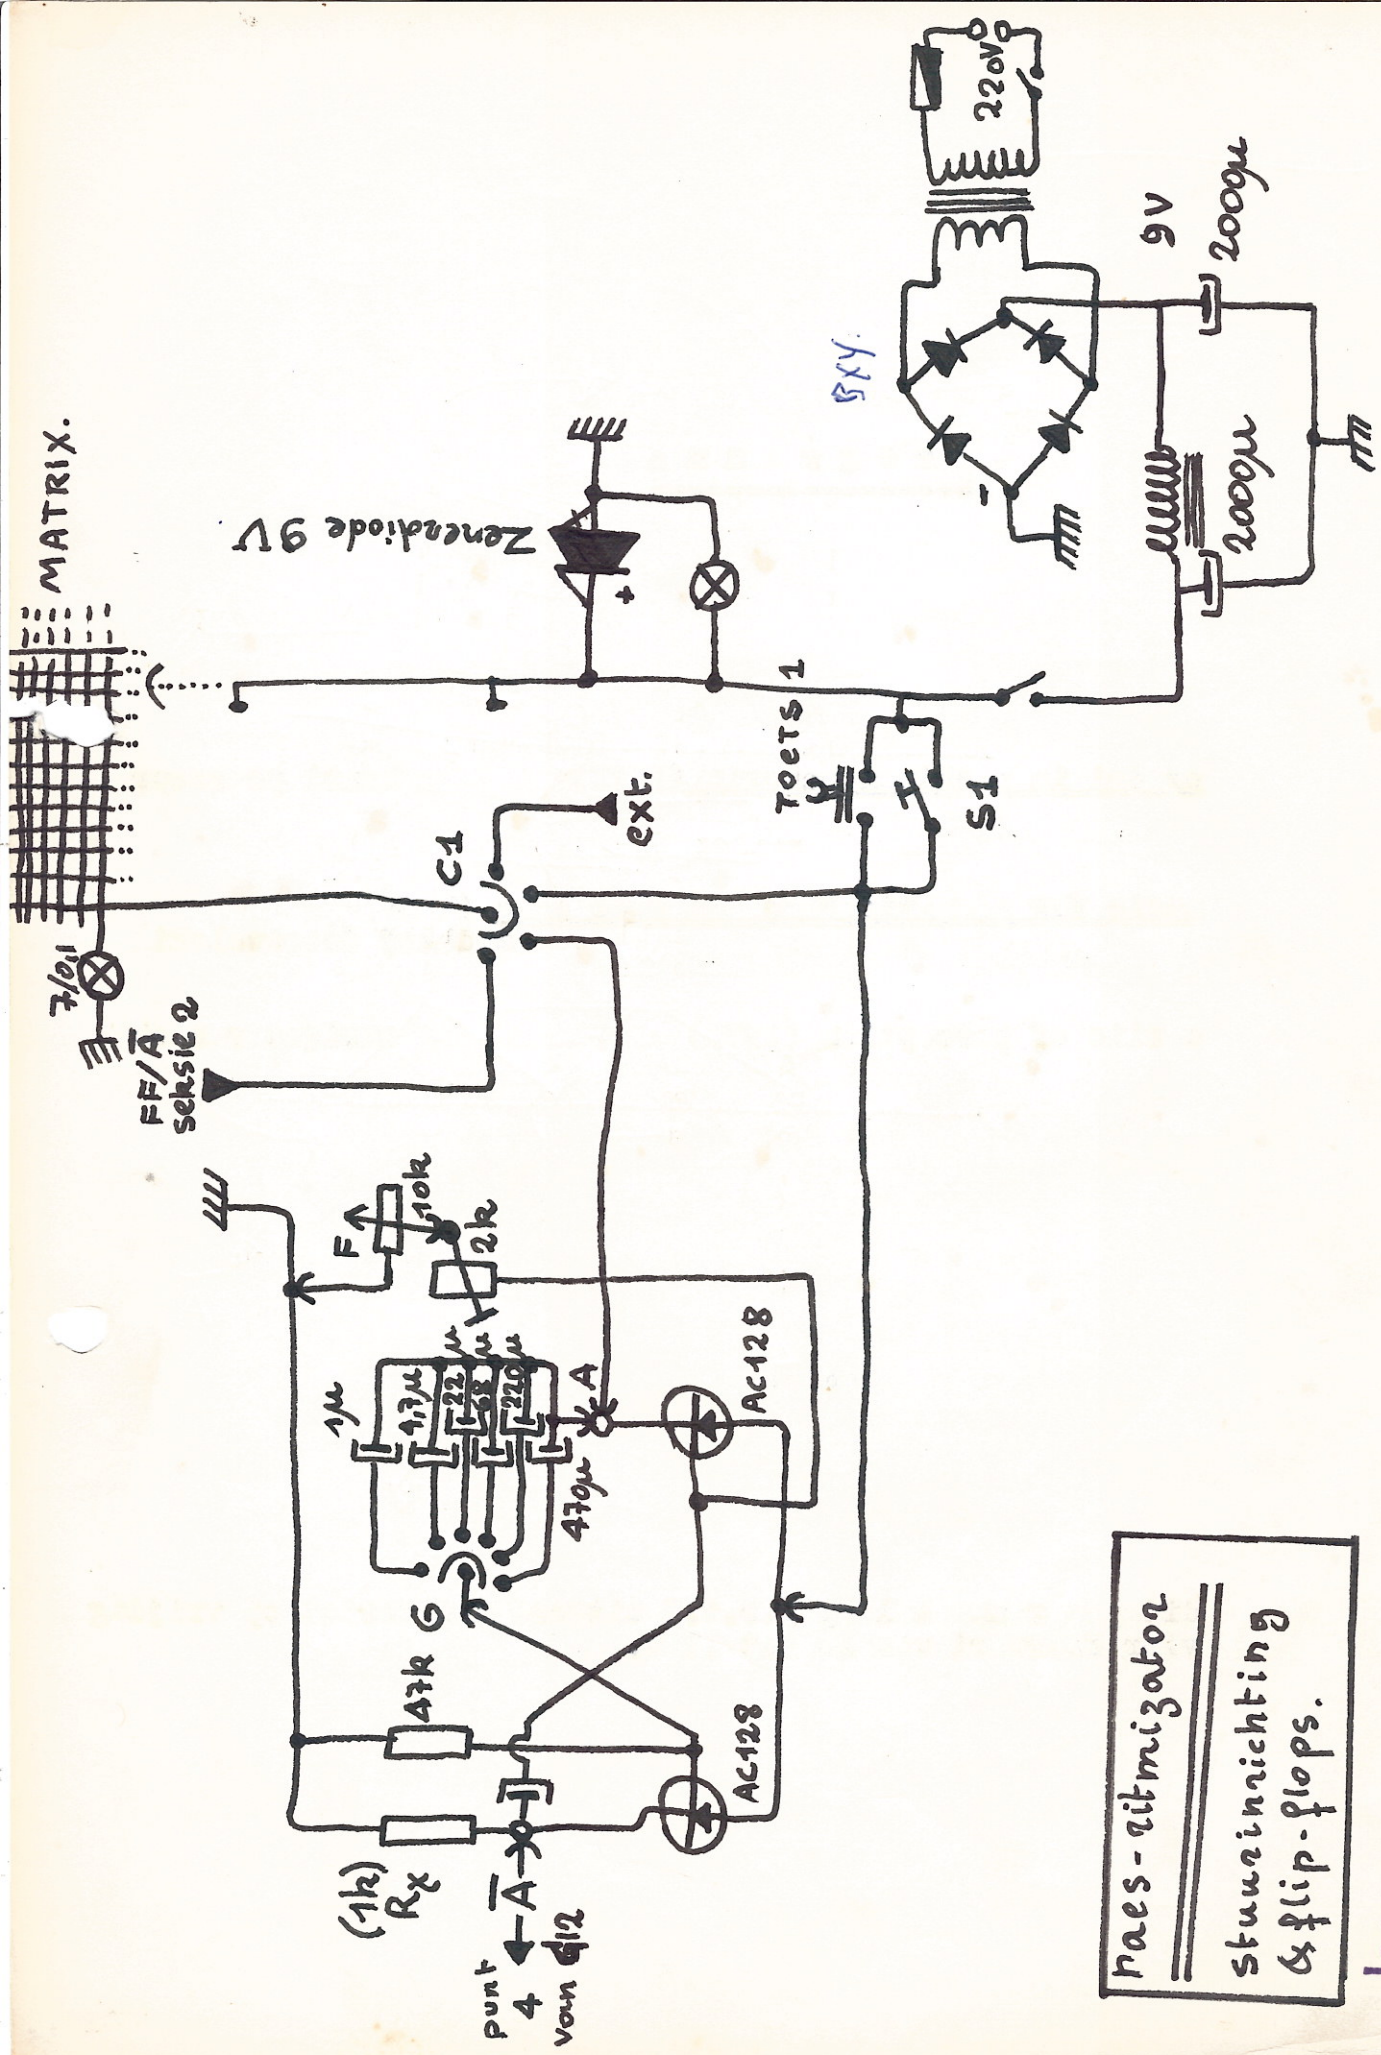 MATRIX.
7/0,1
FF/A̅
seksie 2
C1
ext.
Zenerdiode 9V
+
TOETS 1
S1
220V
BXY.
-
9V
2000µ
2000µ
F
10k
2k
1µ
4,7µ
22µ
68µ
220µ
470µ
A
G
47k
(1k)
Rx
A̅
punt
4
van C12
AC128
AC128
raes-ritmizator
stuurinrichting
& flip-flops.